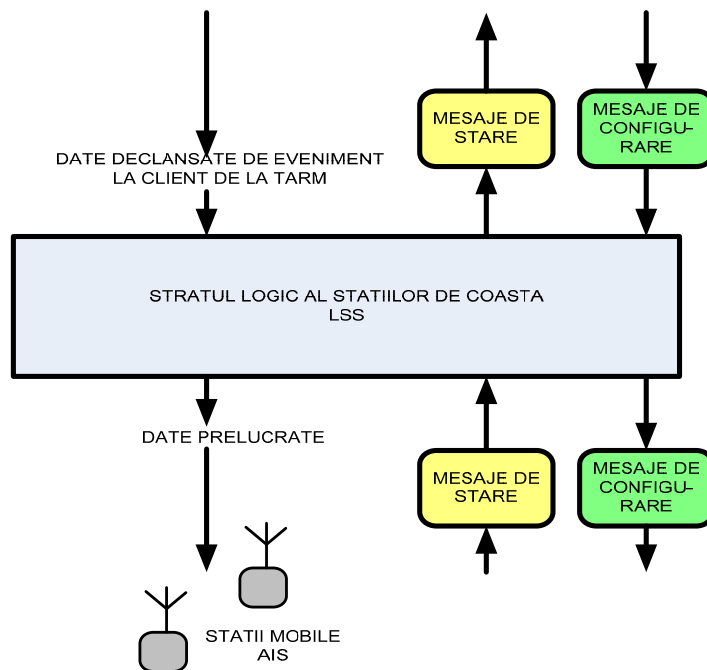 MESAJE DE
STARE
MESAJE DE
CONFIGU-
RARE
DATE DECLANSATE DE EVENIMENT
LA CLIENT DE LA TARM
STRATUL LOGIC AL STATIILOR DE COASTA
LSS
DATE PRELUCRATE
MESAJE DE
STARE
MESAJE DE
CONFIGU-
RARE
STATII MOBILE
AIS